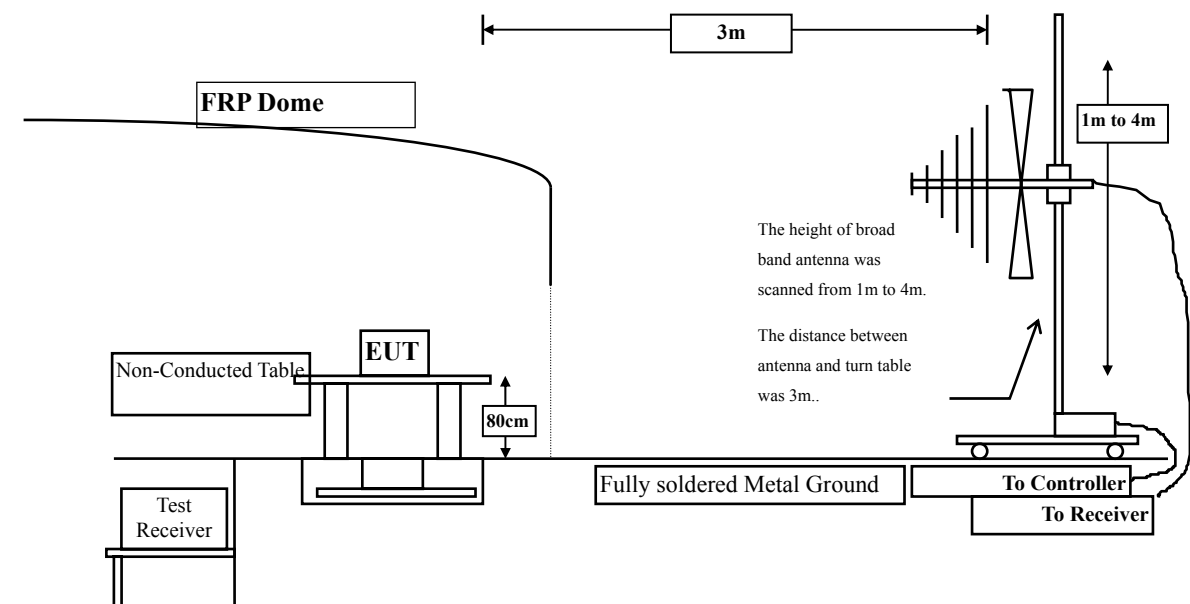 3m
FRP Dome
1m to 4m
The height of broad
band antenna was
scanned from 1m to 4m.
The distance between
antenna and turn table
was 3m..
EUT
Non-Conducted Table
80cm
Fully soldered Metal Ground
To Controller
To Receiver
Test
Receiver